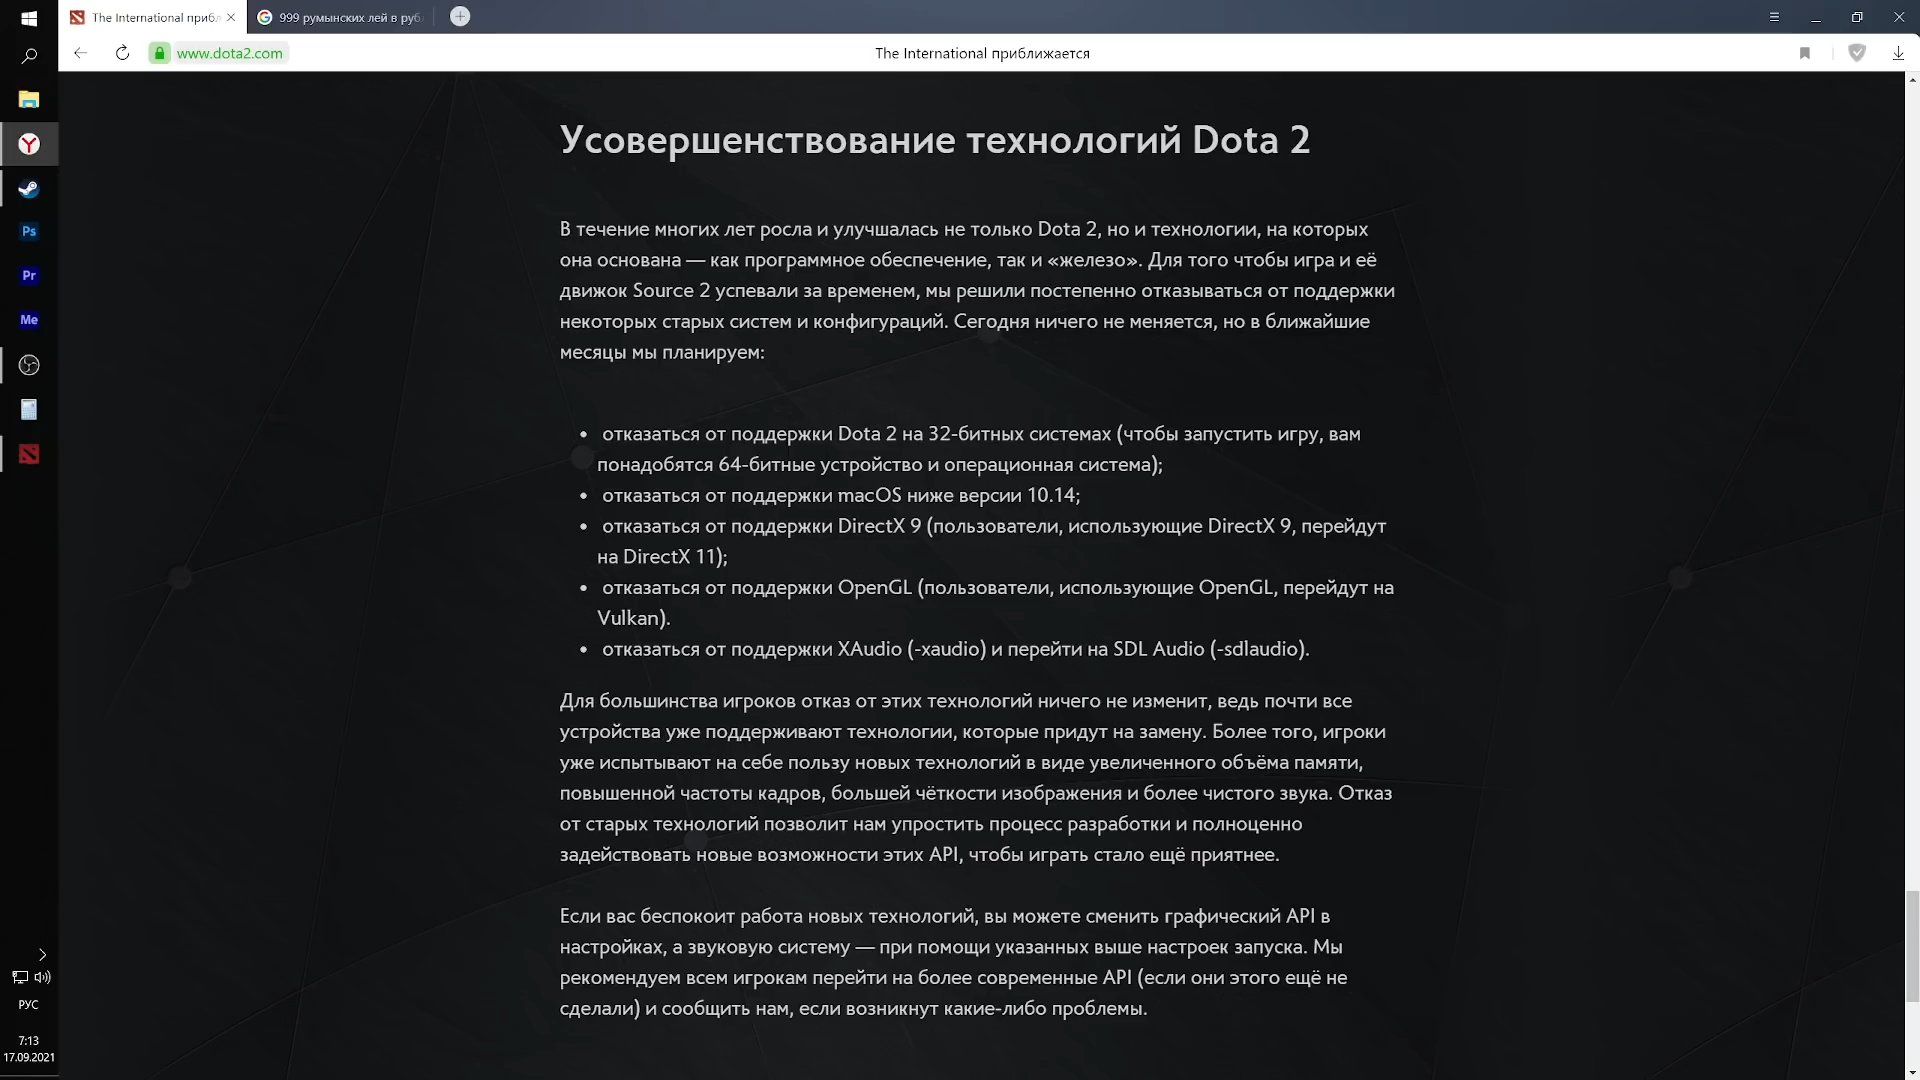 The International прибл
999 румынских лей в руб
www.dota2.com
The International приближается
Усовершенствование технологий Dota 2
В течение многих лет росла и улучшалась не только Dota 2, но и технологии, на которых
она основана — как программное обеспечение, так и «железо». Для того чтобы игра и её
движок Source 2 успевали за временем, мы решили постепенно отказываться от поддержки
некоторых старых систем и конфигураций. Сегодня ничего не меняется, но в ближайшие
месяцы мы планируем:
• отказаться от поддержки Dota 2 на 32-битных системах (чтобы запустить игру, вам
понадобятся 64-битные устройство и операционная система);
• отказаться от поддержки macOS ниже версии 10.14;
• отказаться от поддержки DirectX 9 (пользователи, использующие DirectX 9, перейдут
на DirectX 11);
• отказаться от поддержки OpenGL (пользователи, использующие OpenGL, перейдут на
Vulkan).
• отказаться от поддержки XAudio (-xaudio) и перейти на SDL Audio (-sdlaudio).
Для большинства игроков отказ от этих технологий ничего не изменит, ведь почти все
устройства уже поддерживают технологии, которые придут на замену. Более того, игроки
уже испытывают на себе пользу новых технологий в виде увеличенного объёма памяти,
повышенной частоты кадров, большей чёткости изображения и более чистого звука. Отказ
от старых технологий позволит нам упростить процесс разработки и полноценно
задействовать новые возможности этих API, чтобы играть стало ещё приятнее.
Если вас беспокоит работа новых технологий, вы можете сменить графический API в
настройках, а звуковую систему — при помощи указанных выше настроек запуска. Мы
рекомендуем всем игрокам перейти на более современные API (если они этого ещё не
сделали) и сообщить нам, если возникнут какие-либо проблемы.
Ps
Pr
Me
РУС
7:13
17.09.2021